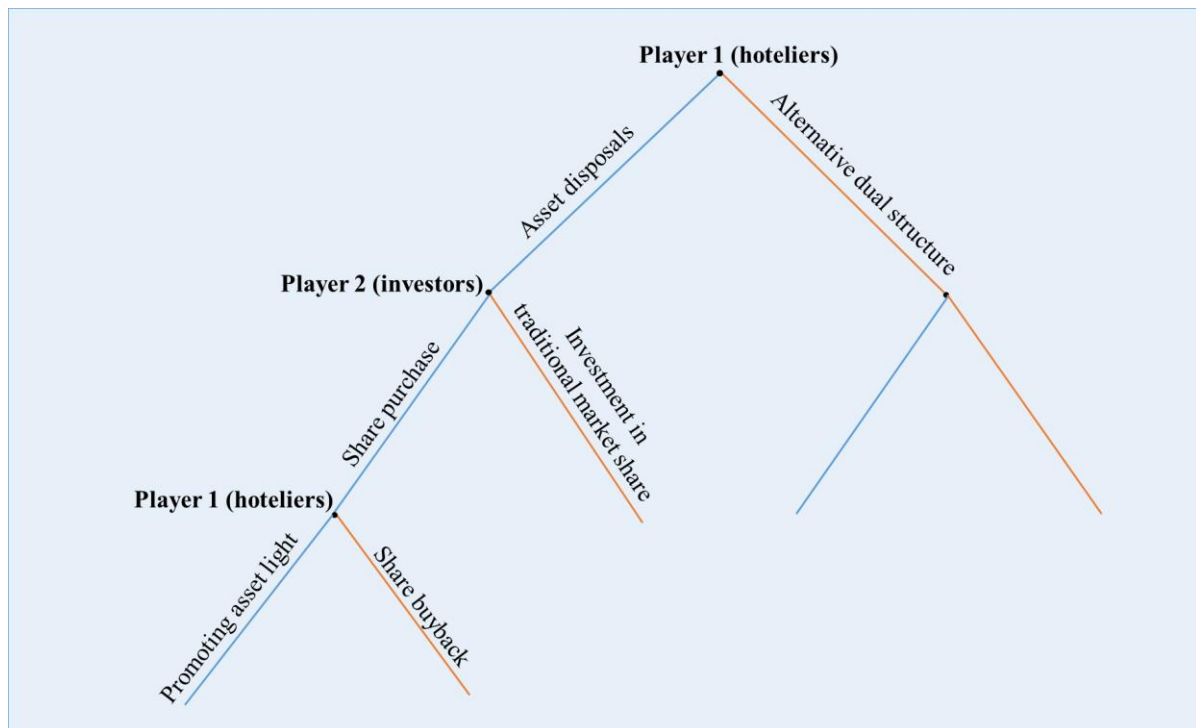 Player 1 (hoteliers)
Asset disposals
Alternative dual structure
Player 2 (investors)
Share purchase
Investment in
traditional market share
Player 1 (hoteliers)
Promoting asset light
Share buyback